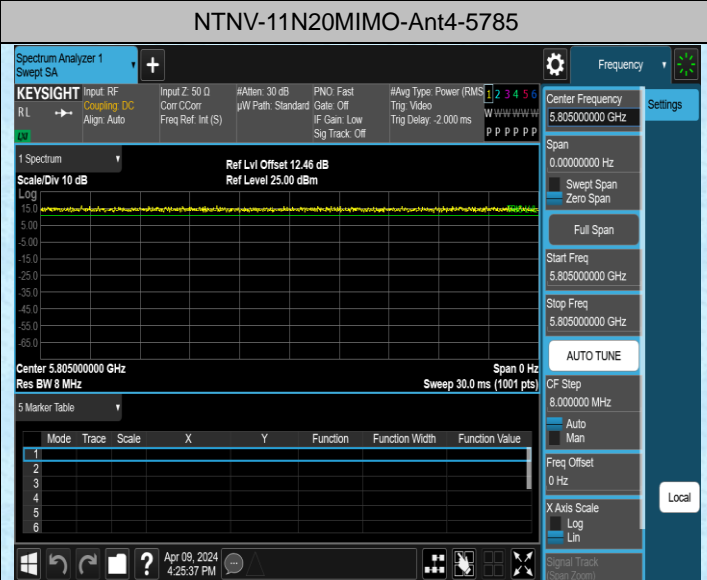 NTNV-11N20MIMO-Ant4-5785
Spectrum Analyzer 1
Swept SA
Frequency
KEYSIGHT
RL
Input: RF
Coupling: DC
Align: Auto
Input Z: 50 Ω
Corr CCorr
Freq Ref: Int (S)
#Atten: 30 dB
µW Path: Standard
PNO: Fast
Gate: Off
IF Gain: Low
Sig Track: Off
#Avg Type: Power (RMS
Trig: Video
Trig Delay: -2.000 ms
1 2 3 4 5 6
W W W W W W
P P P P P P
Center Frequency
5.805000000 GHz
Settings
Span
0.00000000 Hz
Swept Span
Zero Span
Full Span
Start Freq
5.805000000 GHz
Stop Freq
5.805000000 GHz
AUTO TUNE
CF Step
8.000000 MHz
Auto
Man
Freq Offset
0 Hz
X Axis Scale
Log
Lin
Signal Track
(Span Zoom)
Local
1 Spectrum
Scale/Div 10 dB
Ref Lvl Offset 12.46 dB
Ref Level 25.00 dBm
Log
15.0
5.00
-5.00
-15.0
-25.0
-35.0
-45.0
-55.0
-65.0
Center 5.805000000 GHz
Span 0 Hz
Res BW 8 MHz
Sweep 30.0 ms (1001 pts)
5 Marker Table
Mode Trace Scale X Y Function Function Width Function Value
1
2
3
4
5
6
?
Apr 09, 2024
4:25:37 PM